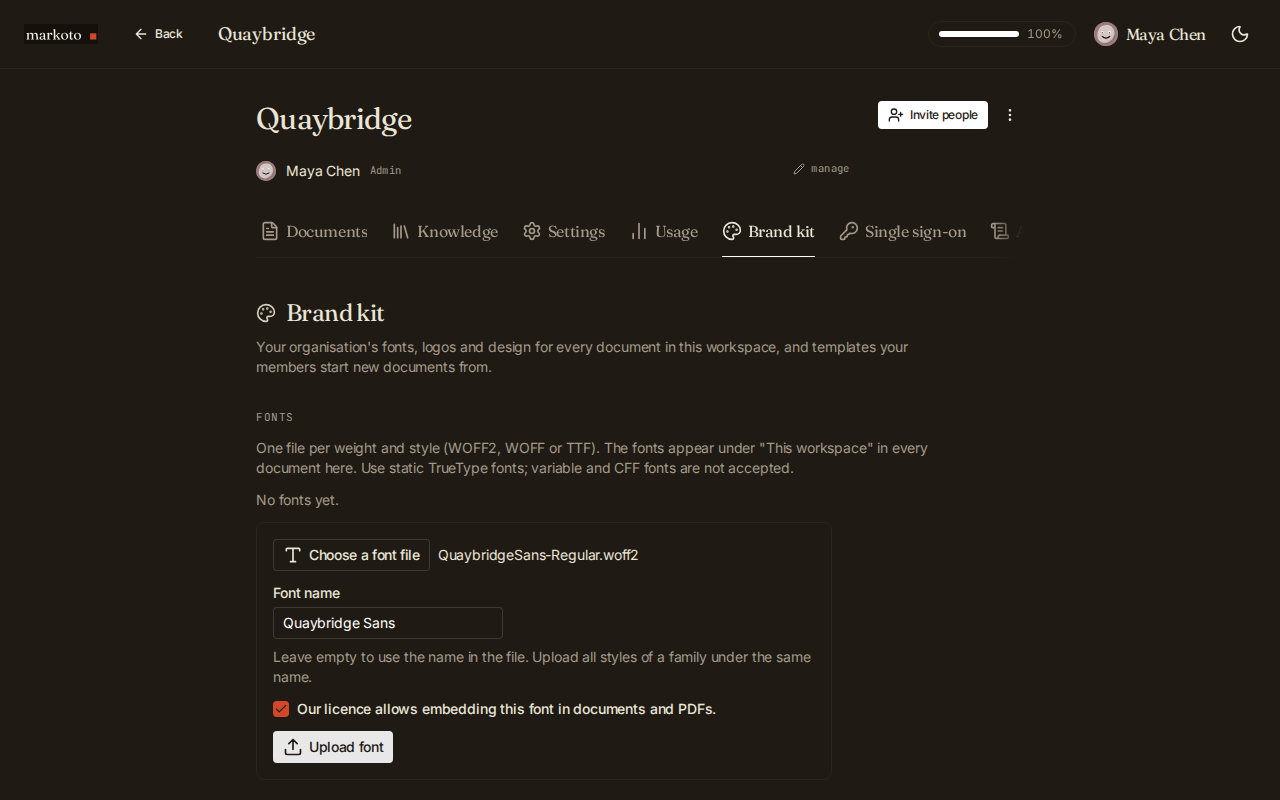 markoto
Back
Quaybridge
100%
Maya Chen
Quaybridge
Invite people
Maya Chen Admin
manage
Documents
Knowledge
Settings
Usage
Brand kit
Single sign-on
Brand kit
Your organisation's fonts, logos and design for every document in this workspace, and templates your
members start new documents from.
FONTS
One file per weight and style (WOFF2, WOFF or TTF). The fonts appear under "This workspace" in every
document here. Use static TrueType fonts; variable and CFF fonts are not accepted.
No fonts yet.
Choose a font file
QuaybridgeSans-Regular.woff2
Font name
Quaybridge Sans
Leave empty to use the name in the file. Upload all styles of a family under the same
name.
Our licence allows embedding this font in documents and PDFs.
Upload font